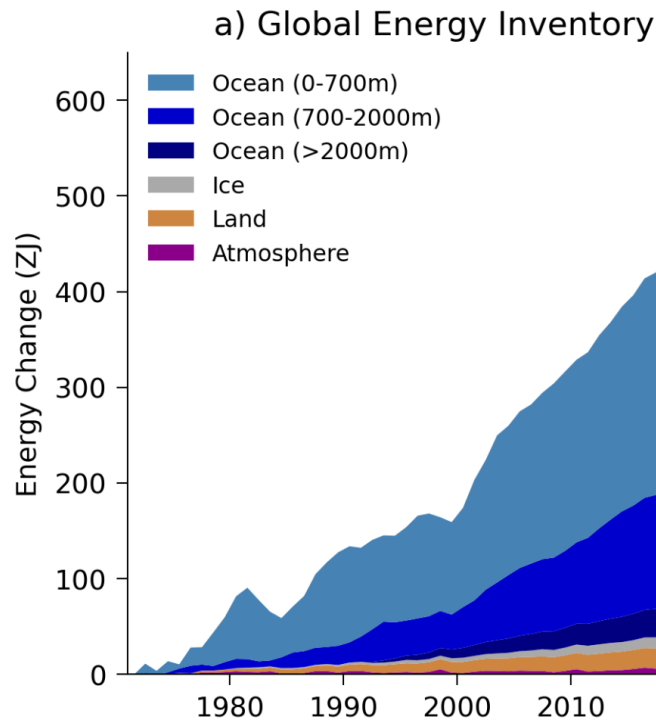 a) Global Energy Inventory
Ocean (0-700m)
Ocean (700-2000m)
Ocean (>2000m)
Ice
Land
Atmosphere
Energy Change (ZJ)
600
500
400
300
200
100
0
1980 1990 2000 2010